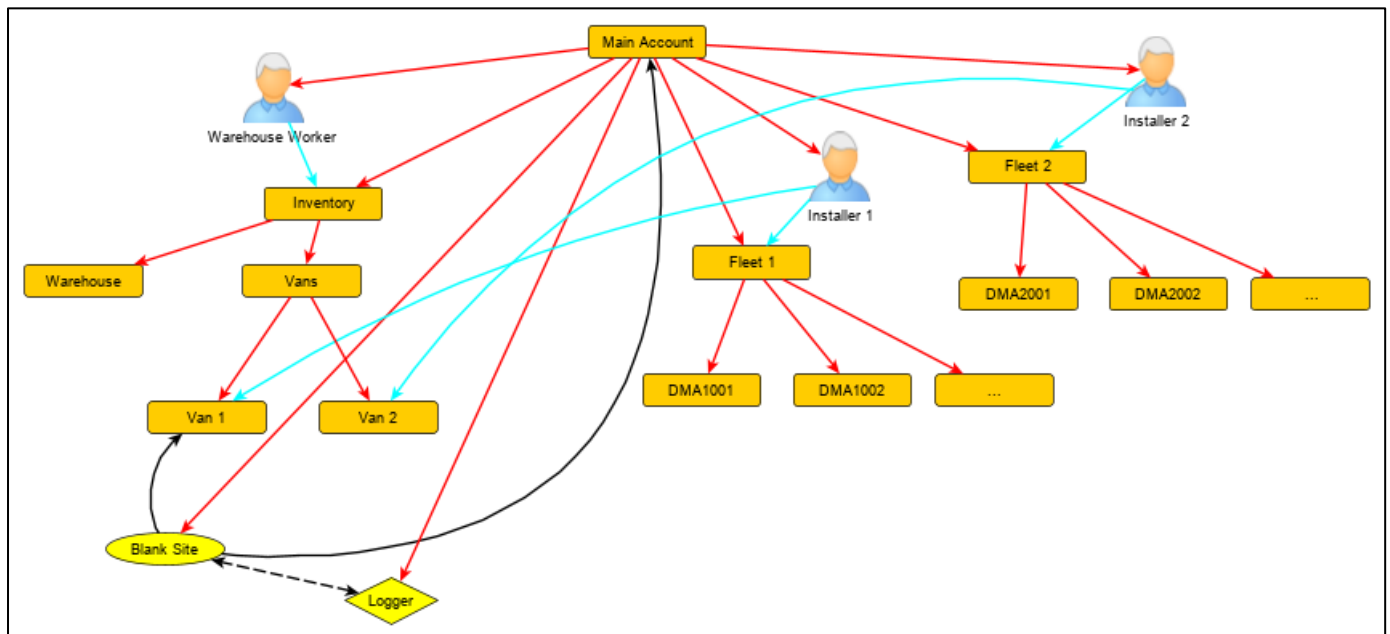 Main Account
Warehouse Worker
Installer 2
Fleet 2
Inventory
Installer 1
Fleet 1
Warehouse
Vans
DMA2001
DMA2002
...
DMA1001
DMA1002
...
Van 1
Van 2
Blank Site
Logger